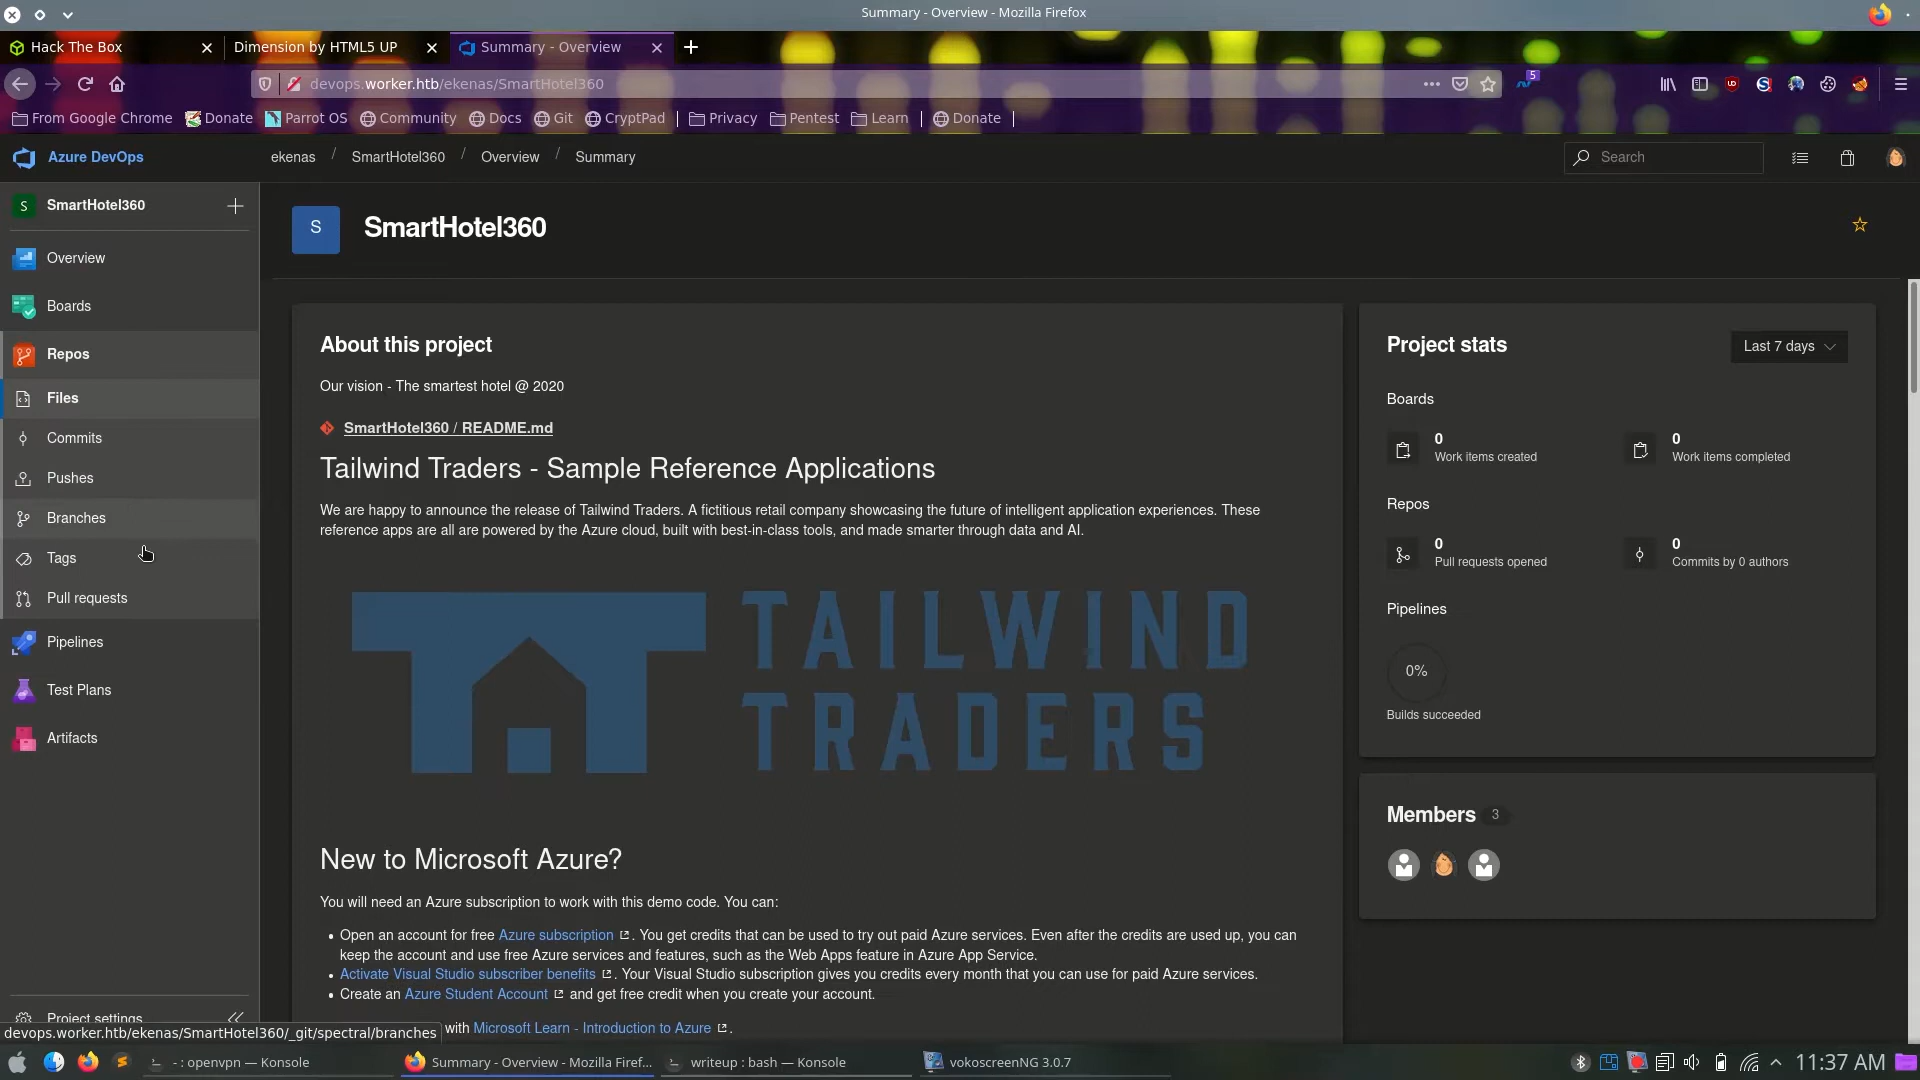 Summary - Overview - Mozilla Firefox
Hack The Box
Dimension by HTML5 UP
Summary - Overview
devops.worker.htb/ekenas/SmartHotel360
5
From Google Chrome
Donate
Parrot OS
Community
Docs
Git
CryptPad
Privacy
Pentest
Learn
Donate
Azure DevOps
ekenas / SmartHotel360 / Overview / Summary
Search
S SmartHotel360
Overview
Boards
Repos
Files
Commits
Pushes
Branches
Tags
Pull requests
Pipelines
Test Plans
Artifacts
Project settings
S SmartHotel360
About this project
Our vision - The smartest hotel @ 2020
SmartHotel360 / README.md
Tailwind Traders - Sample Reference Applications
We are happy to announce the release of Tailwind Traders. A fictitious retail company showcasing the future of intelligent application experiences. These
reference apps are all are powered by the Azure cloud, built with best-in-class tools, and made smarter through data and AI.
TAILWIND
TRADERS
New to Microsoft Azure?
You will need an Azure subscription to work with this demo code. You can:
• Open an account for free Azure subscription . You get credits that can be used to try out paid Azure services. Even after the credits are used up, you can
keep the account and use free Azure services and features, such as the Web Apps feature in Azure App Service.
• Activate Visual Studio subscriber benefits . Your Visual Studio subscription gives you credits every month that you can use for paid Azure services.
• Create an Azure Student Account and get free credit when you create your account.
with Microsoft Learn - Introduction to Azure .
Project stats
Last 7 days
Boards
0
Work items created
0
Work items completed
Repos
0
Pull requests opened
0
Commits by 0 authors
Pipelines
0%
Builds succeeded
Members 3
devops.worker.htb/ekenas/SmartHotel360/_git/spectral/branches
- : openvpn — Konsole
Summary - Overview - Mozilla Firef...
writeup : bash — Konsole
vokoscreenNG 3.0.7
11:37 AM